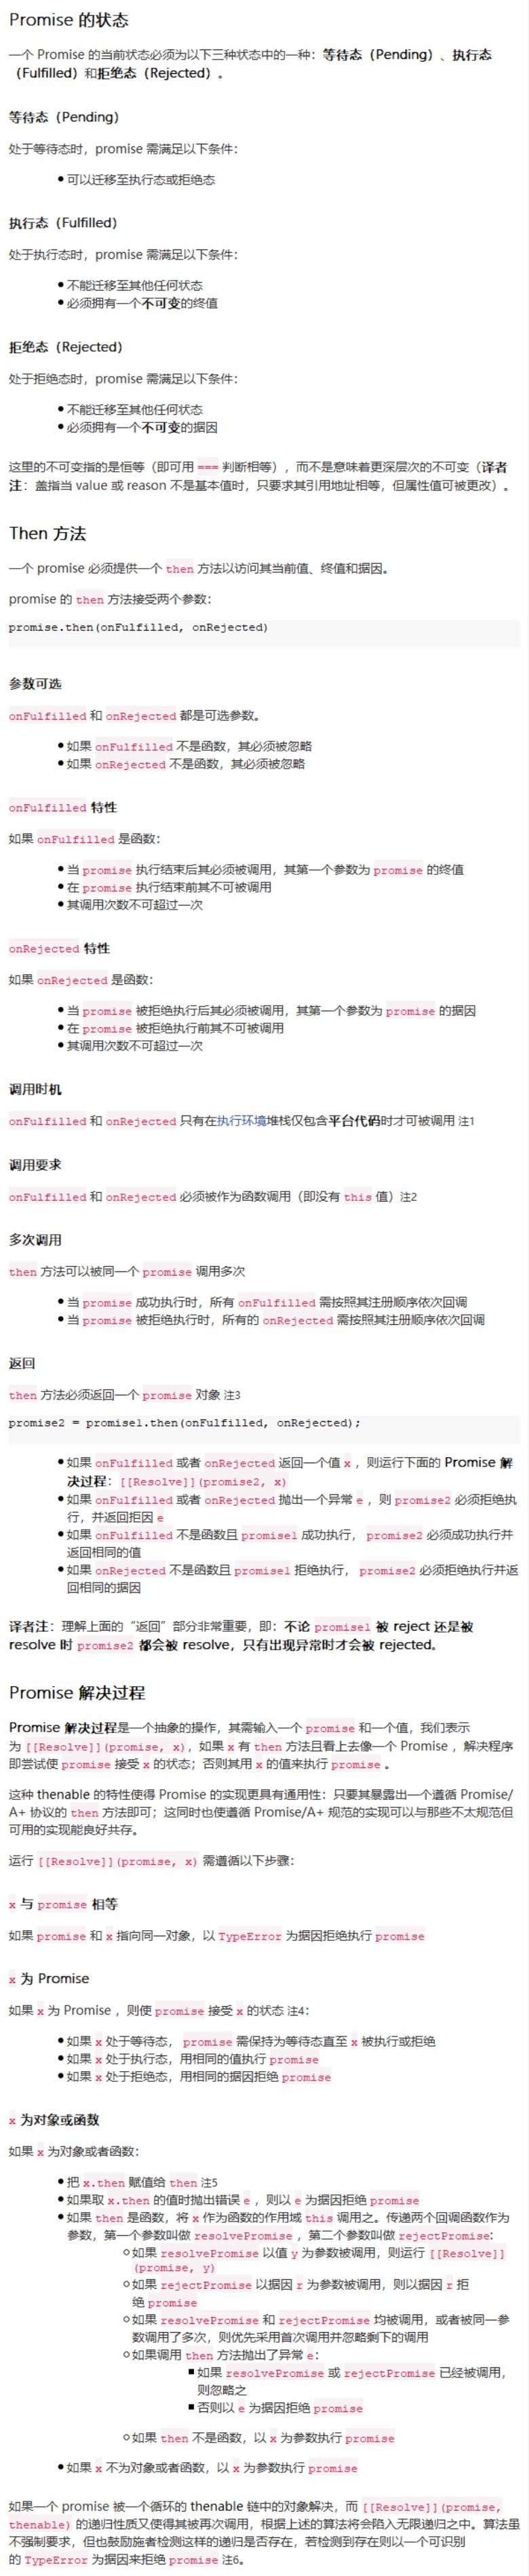 Promise 的状态
一个 Promise 的当前状态必须为以下三种状态中的一种：等待态（Pending）、执行态
（Fulfilled）和拒绝态（Rejected）。
等待态（Pending）
处于等待态时，promise 需满足以下条件：
● 可以迁移至执行态或拒绝态
执行态（Fulfilled）
处于执行态时，promise 需满足以下条件：
● 不能迁移至其他任何状态
● 必须拥有一个不可变的终值
拒绝态（Rejected）
处于拒绝态时，promise 需满足以下条件：
● 不能迁移至其他任何状态
● 必须拥有一个不可变的据因
这里的不可变指的是恒等（即可用 === 判断相等），而不是意味着更深层次的不可变（译者
注：盖指当 value 或 reason 不是基本值时，只要求其引用地址相等，但属性值可被更改）。
Then 方法
一个 promise 必须提供一个 then 方法以访问其当前值、终值和据因。
promise 的 then 方法接受两个参数：
promise.then(onFulfilled, onRejected)
参数可选
onFulfilled 和 onRejected 都是可选参数。
● 如果 onFulfilled 不是函数，其必须被忽略
● 如果 onRejected 不是函数，其必须被忽略
onFulfilled 特性
如果 onFulfilled 是函数：
● 当 promise 执行结束后其必须被调用，其第一个参数为 promise 的终值
● 在 promise 执行结束前其不可被调用
● 其调用次数不可超过一次
onRejected 特性
如果 onRejected 是函数：
● 当 promise 被拒绝执行后其必须被调用，其第一个参数为 promise 的据因
● 在 promise 被拒绝执行前其不可被调用
● 其调用次数不可超过一次
调用时机
onFulfilled 和 onRejected 只有在执行环境堆栈仅包含平台代码时才可被调用 注1
调用要求
onFulfilled 和 onRejected 必须被作为函数调用（即没有 this 值）注2
多次调用
then 方法可以被同一个 promise 调用多次
● 当 promise 成功执行时，所有 onFulfilled 需按照其注册顺序依次回调
● 当 promise 被拒绝执行时，所有的 onRejected 需按照其注册顺序依次回调
返回
then 方法必须返回一个 promise 对象 注3
promise2 = promise1.then(onFulfilled, onRejected);
● 如果 onFulfilled 或者 onRejected 返回一个值 x ，则运行下面的 Promise 解
决过程：[[Resolve]](promise2, x)
● 如果 onFulfilled 或者 onRejected 抛出一个异常 e ，则 promise2 必须拒绝执
行，并返回拒因 e
● 如果 onFulfilled 不是函数且 promise1 成功执行， promise2 必须成功执行并
返回相同的值
● 如果 onRejected 不是函数且 promise1 拒绝执行， promise2 必须拒绝执行并返
回相同的据因
译者注：理解上面的“返回”部分非常重要，即：不论 promise1 被 reject 还是被
resolve 时 promise2 都会被 resolve，只有出现异常时才会被 rejected。
Promise 解决过程
Promise 解决过程是一个抽象的操作，其需输入一个 promise 和一个值，我们表示
为 [[Resolve]](promise, x)，如果 x 有 then 方法且看上去像一个 Promise ，解决程序
即尝试使 promise 接受 x 的状态；否则其用 x 的值来执行 promise 。
这种 thenable 的特性使得 Promise 的实现更具有通用性：只要其暴露出一个遵循 Promise/
A+ 协议的 then 方法即可；这同时也使遵循 Promise/A+ 规范的实现可以与那些不太规范但
可用的实现能良好共存。
运行 [[Resolve]](promise, x) 需遵循以下步骤：
x 与 promise 相等
如果 promise 和 x 指向同一对象，以 TypeError 为据因拒绝执行 promise
x 为 Promise
如果 x 为 Promise ，则使 promise 接受 x 的状态 注4：
● 如果 x 处于等待态， promise 需保持为等待态直至 x 被执行或拒绝
● 如果 x 处于执行态，用相同的值执行 promise
● 如果 x 处于拒绝态，用相同的据因拒绝 promise
x 为对象或函数
如果 x 为对象或者函数：
● 把 x.then 赋值给 then 注5
● 如果取 x.then 的值时抛出错误 e ，则以 e 为据因拒绝 promise
● 如果 then 是函数，将 x 作为函数的作用域 this 调用之。传递两个回调函数作为
参数，第一个参数叫做 resolvePromise ，第二个参数叫做 rejectPromise:
○ 如果 resolvePromise 以值 y 为参数被调用，则运行 [[Resolve]]
(promise, y)
○ 如果 rejectPromise 以据因 r 为参数被调用，则以据因 r 拒
绝 promise
○ 如果 resolvePromise 和 rejectPromise 均被调用，或者被同一参
数调用了多次，则优先采用首次调用并忽略剩下的调用
○ 如果调用 then 方法抛出了异常 e：
■ 如果 resolvePromise 或 rejectPromise 已经被调用，
则忽略之
■ 否则以 e 为据因拒绝 promise
○ 如果 then 不是函数，以 x 为参数执行 promise
● 如果 x 不为对象或者函数，以 x 为参数执行 promise
如果一个 promise 被一个循环的 thenable 链中的对象解决，而 [[Resolve]](promise,
thenable) 的递归性质又使得其被再次调用，根据上述的算法将会陷入无限递归之中。算法虽
不强制要求，但也鼓励施者检测这样的递归是否存在，若检测到存在则以一个可识别
的 TypeError 为据因来拒绝 promise 注6。